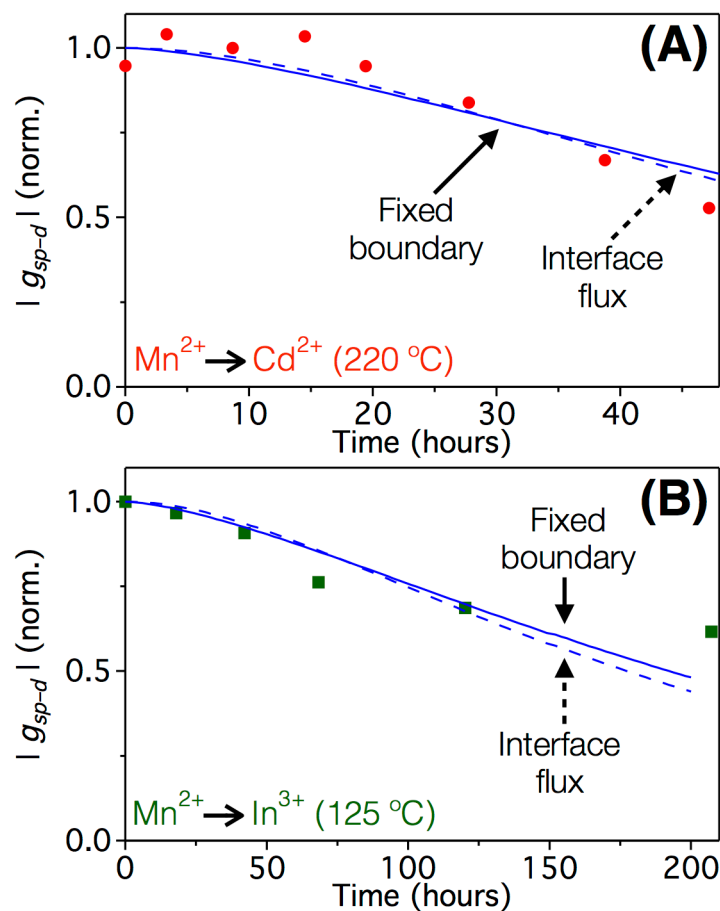 (A)
1.0
0.5
0.0
| g_sp–d | (norm.)
Fixed
boundary
Interface
flux
Mn²⁺ → Cd²⁺ (220 ºC)
0 10 20 30 40
Time (hours)
(B)
1.0
0.5
0.0
| g_sp–d | (norm.)
Fixed
boundary
Interface
flux
Mn²⁺ → In³⁺ (125 ºC)
0 50 100 150 200
Time (hours)